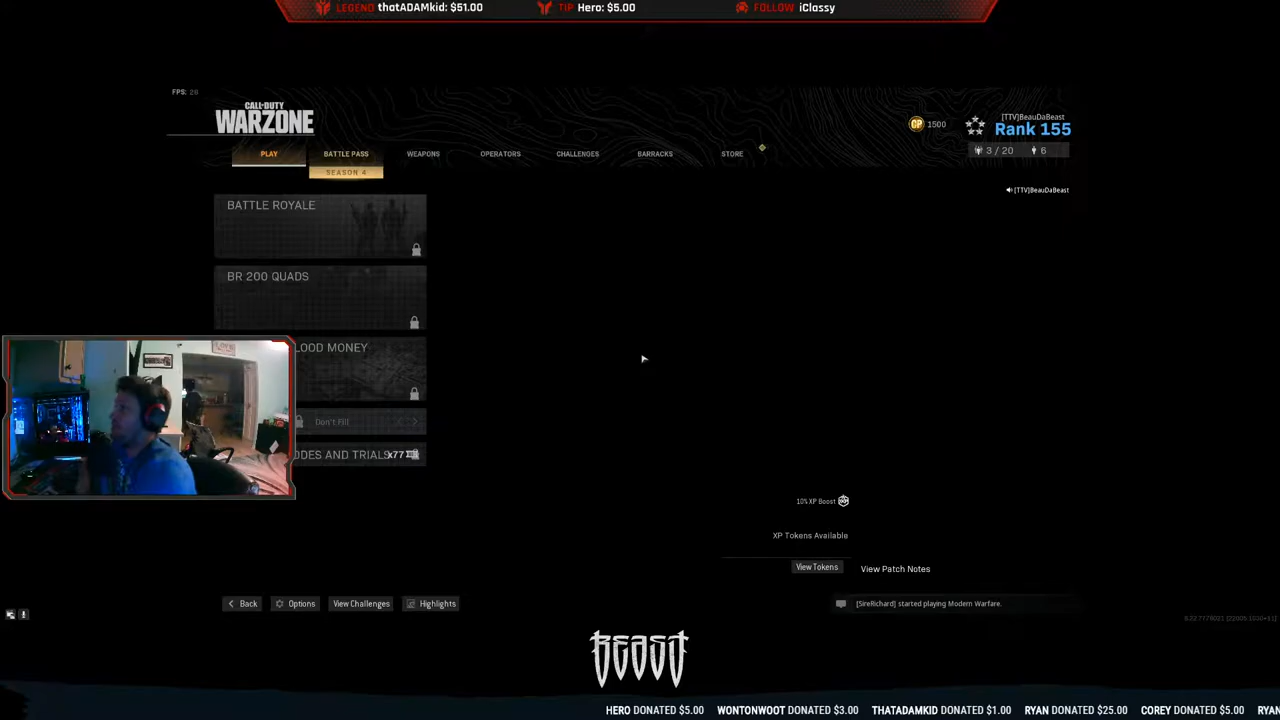 LEGEND thatADAMkid: $51.00
TIP Hero: $5.00
FOLLOW iClassy
FPS: 26
CALL OF DUTY
WARZONE
CP 1500
[TTV]BeauDaBeast
Rank 155
3 / 20 6
PLAY
BATTLE PASS
SEASON 4
WEAPONS
OPERATORS
CHALLENGES
BARRACKS
STORE
[TTV]BeauDaBeast
BATTLE ROYALE
BR 200 QUADS
LOOD MONEY
Don't Fill
ODES AND TRIALS
10% XP Boost
XP Tokens Available
View Tokens
View Patch Notes
Back
Options
View Challenges
Highlights
[SireRichard] started playing Modern Warfare.
BEAST
HERO DONATED $5.00 WONTONWOOT DONATED $3.00 THATADAMKID DONATED $1.00 RYAN DONATED $25.00 COREY DONATED $5.00 RYAN